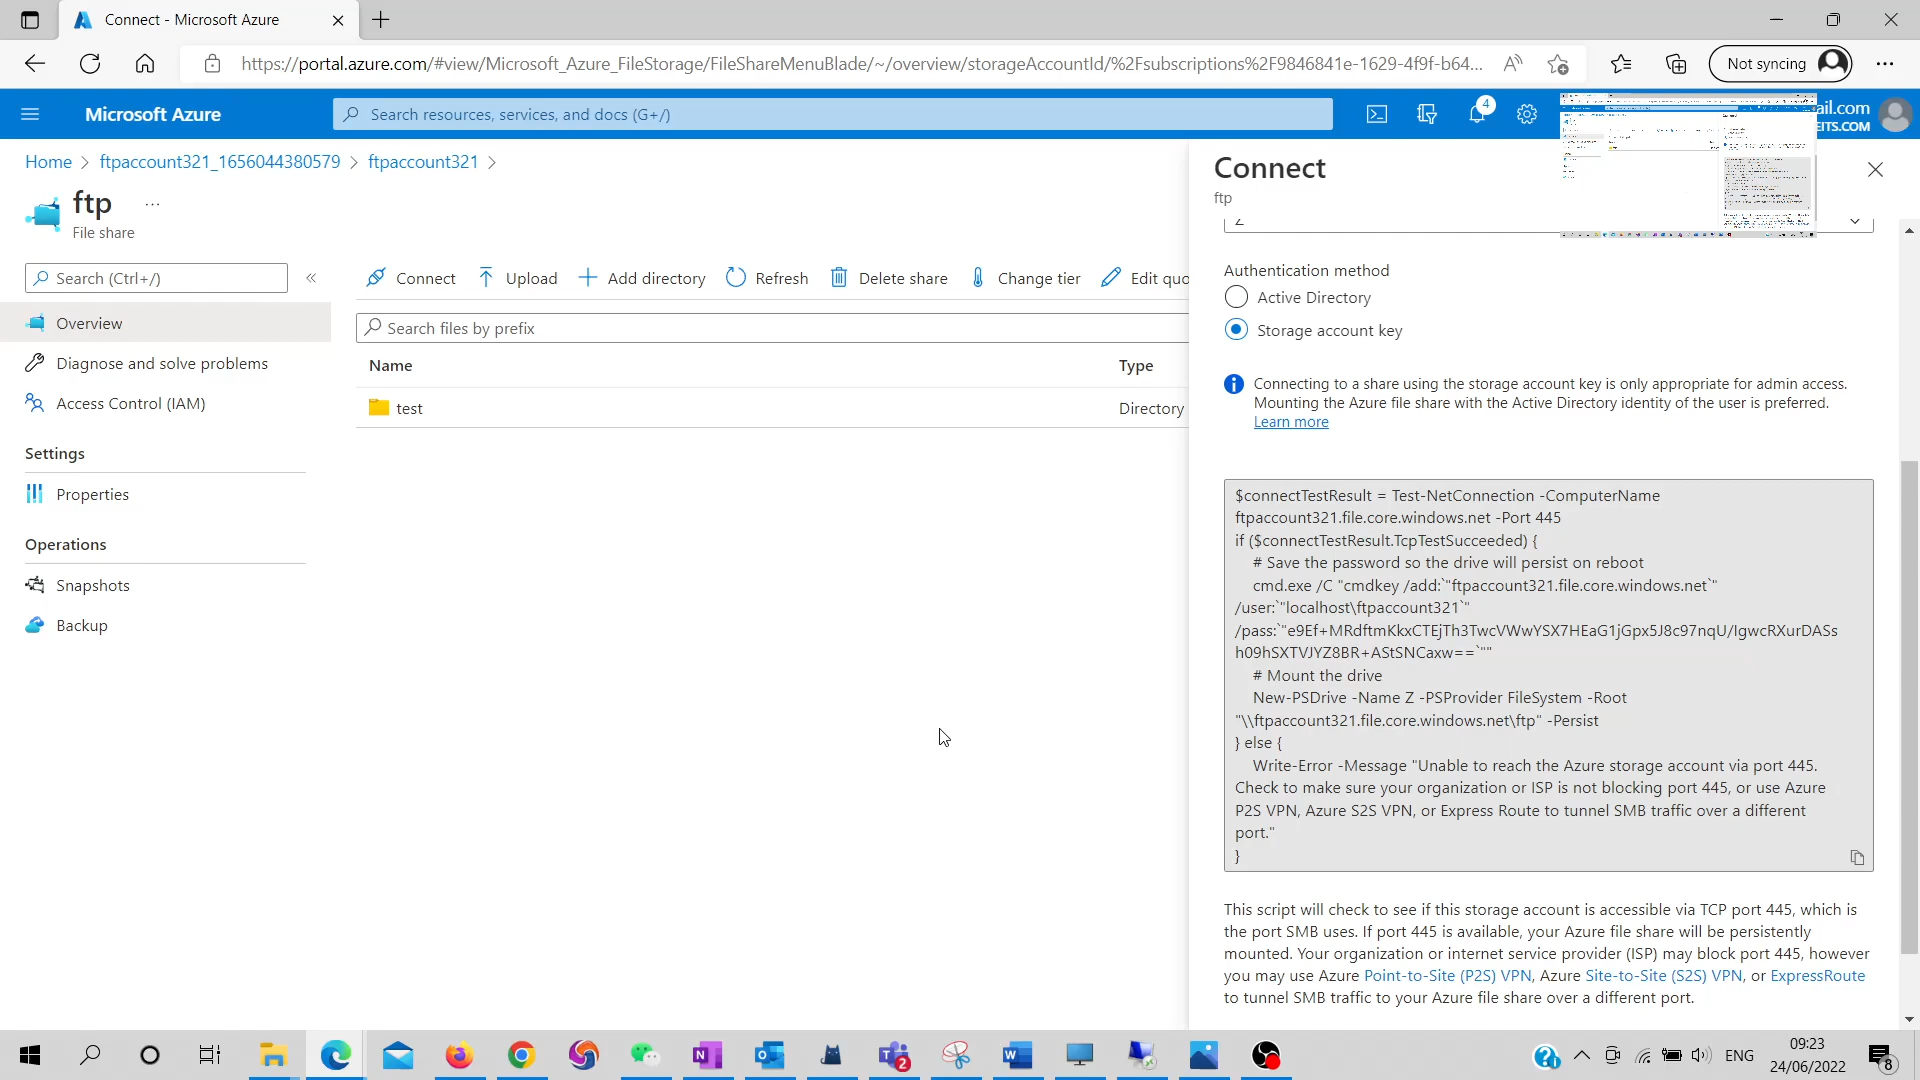 Connect - Microsoft Azure
https://portal.azure.com/#view/Microsoft_Azure_FileStorage/FileShareMenuBlade/~/overview/storageAccountId/%2Fsubscriptions%2F9846841e-1629-4f9f-b64...
Not syncing
Microsoft Azure
Search resources, services, and docs (G+/)
4
ail.com
EITS.COM
Home > ftpaccount321_1656044380579 > ftpaccount321 >
ftp ...
File share
Search (Ctrl+/)
«
Overview
Diagnose and solve problems
Access Control (IAM)
Settings
Properties
Operations
Snapshots
Backup
Connect
Upload
Add directory
Refresh
Delete share
Change tier
Edit quo
Search files by prefix
Name
Type
test
Directory
Connect
ftp
Z
Authentication method
Active Directory
Storage account key
Connecting to a share using the storage account key is only appropriate for admin access.
Mounting the Azure file share with the Active Directory identity of the user is preferred.
Learn more
$connectTestResult = Test-NetConnection -ComputerName
ftpaccount321.file.core.windows.net -Port 445
if ($connectTestResult.TcpTestSucceeded) {
# Save the password so the drive will persist on reboot
cmd.exe /C "cmdkey /add:`"ftpaccount321.file.core.windows.net`"
/user:`"localhost\ftpaccount321`"
/pass:`"e9Ef+MRdftmKkxCTEjTh3TwcVWwYSX7HEaG1jGpx5J8c97nqU/IgwcRXurDASs
h09hSXTVJYZ8BR+AStSNCaxw==`""
# Mount the drive
New-PSDrive -Name Z -PSProvider FileSystem -Root
"\\ftpaccount321.file.core.windows.net\ftp" -Persist
} else {
Write-Error -Message "Unable to reach the Azure storage account via port 445.
Check to make sure your organization or ISP is not blocking port 445, or use Azure
P2S VPN, Azure S2S VPN, or Express Route to tunnel SMB traffic over a different
port."
}
This script will check to see if this storage account is accessible via TCP port 445, which is
the port SMB uses. If port 445 is available, your Azure file share will be persistently
mounted. Your organization or internet service provider (ISP) may block port 445, however
you may use Azure Point-to-Site (P2S) VPN, Azure Site-to-Site (S2S) VPN, or ExpressRoute
to tunnel SMB traffic to your Azure file share over a different port.
2
ENG
09:23
24/06/2022
8